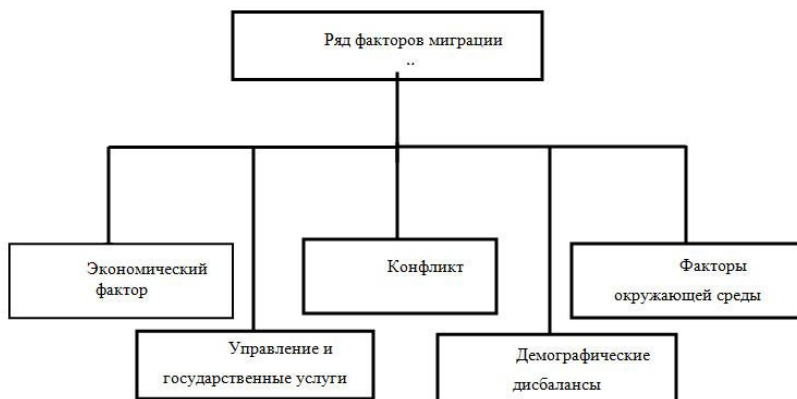 Ряд факторов миграции
..
Экономический
фактор
Управление и
государственные услуги
Конфликт
Демографические
дисбалансы
Факторы
окружающей среды